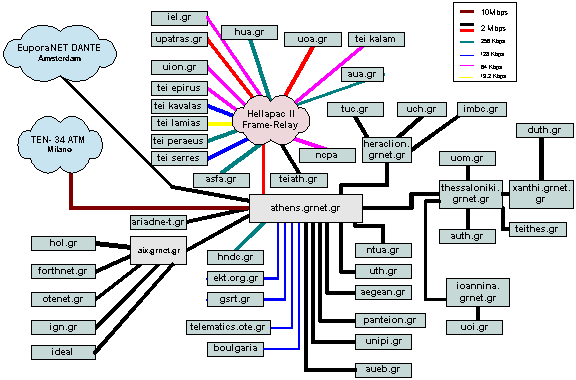 iel.gr
hua.gr
upatras.gr
uoa.gr
tei kalam
10 Mbps
2 Mbps
256 Kbps
128 Kbps
64 Kbps
19.2 Kbps
EuporaNET DANTE
Amsterdam
uion.gr
aua.gr
tei epirus
tei kavalas
Hellapac II
Frame-Relay
tuc.gr
uch.gr
imbc.gr
tei lamias
TEN- 34 ATM
Milano
tei peraeus
duth.gr
tei serres
ncpa
heraclion.
grnet.gr
uom.gr
asfa.gr
teiath.gr
thessaloniki.
grnet.gr
xanthi.grnet.
gr
athens.grnet.gr
ariadne-t.gr
auth.gr
teithes.gr
hol.gr
aix.grnet.gr
hndc.gr
ntua.gr
forthnet.gr
ekt.org.gr
uth.gr
otenet.gr
gsrt.gr
aegean.gr
ioannina.
grnet.gr
ign.gr
telematics.ote.gr
panteion.gr
uoi.gr
ideal
boulgaria
unipi.gr
aueb.gr